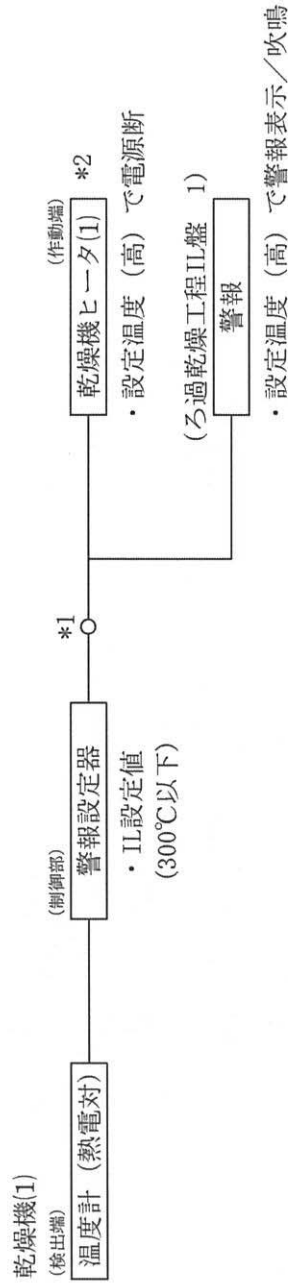 乾燥機(1)
(検出端)
温度計（熱電対）
(制御部)
警報設定器
・IL設定値
(300℃以下)
*1
(作動端)
乾燥機ヒータ(1)
*2
・設定温度（高）で電源断
(ろ過乾燥工程IL盤 1)
警報
・設定温度（高）で警報表示／吹鳴